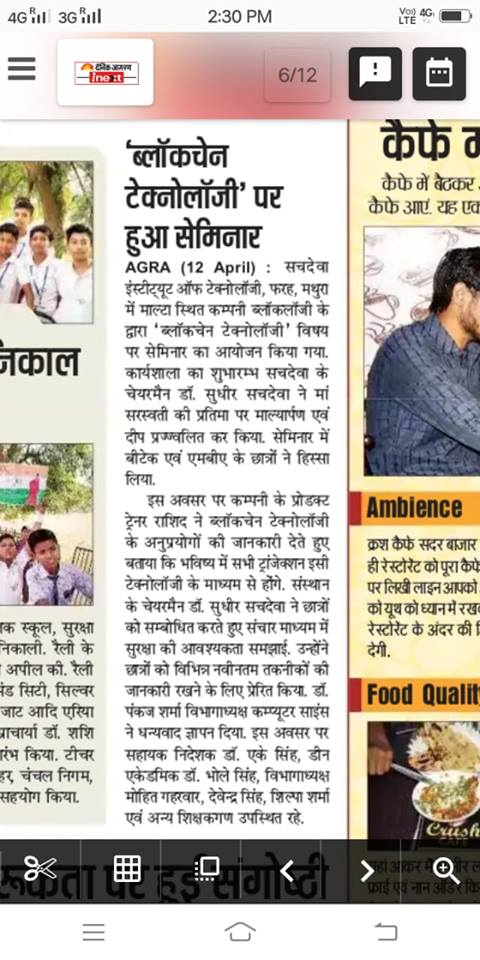 4G R
3G R
2:30 PM
Vo)) LTE
4G
दैनिक जागरण
inext
6/12
'ब्लॉकचेन
टेक्नोलॉजी' पर
हुआ सेमिनार
AGRA (12 April) : सचदेवा
इंस्टीट्यूट ऑफ टेक्नोलॉजी, फरह, मथुरा
में माल्टा स्थित कम्पनी ब्लॉकलॉजी के
द्वारा 'ब्लॉकचेन टेक्नोलॉजी' विषय
पर सेमिनार का आयोजन किया गया.
कार्यशाला का शुभारम्भ सचदेवा के
चेयरमैन डॉ. सुधीर सचदेवा ने मां
सरस्वती की प्रतिमा पर माल्यार्पण एवं
दीप प्रज्ज्वलित कर किया. सेमिनार में
बीटेक एवं एमबीए के छात्रों ने हिस्सा
लिया.
इस अवसर पर कम्पनी के प्रोडक्ट
ट्रेनर राशिद ने ब्लॉकचेन टेक्नोलॉजी
के अनुप्रयोगों की जानकारी देते हुए
बताया कि भविष्य में सभी ट्रांजेक्शन इसी
टेक्नोलॉजी के माध्यम से होंगे. संस्थान
के चेयरमैन डॉ. सुधीर सचदेवा ने छात्रों
को सम्बोधित करते हुए संचार माध्यम में
सुरक्षा की आवश्यकता समझाई. उन्होंने
छात्रों को विभिन्न नवीनतम तकनीकों की
जानकारी रखने के लिए प्रेरित किया. डॉ.
पंकज शर्मा विभागाध्यक्ष कम्प्यूटर साइंस
ने धन्यवाद ज्ञापन दिया. इस अवसर पर
सहायक निदेशक डॉ. एके सिंह, डीन
एकेडमिक डॉ. भोले सिंह, विभागाध्यक्ष
मोहित गहरवार, देवेन्द्र सिंह, शिल्पा शर्मा
एवं अन्य शिक्षकगण उपस्थित रहे.
निकाल
क स्कूल, सुरक्षा
निकाली. रैली के
अपील की. रैली
मंड सिटी, सिल्वर
जाट आदि एरिया
प्राचार्या डॉ. शशि
रंभ किया. टीचर
हर, चंचल निगम,
सहयोग किया.
कैफे म
कैफे में बैठकर
कैफे आएं. यह एक
Ambience
क्रश कैफे सदर बाजार
ही रेस्टोरेंट को पूरा कैफे
पर लिखी लाइन आपको
को यूथ को ध्यान में रख
रेस्टोरेंट के अंदर की
देगी.
Food Quality
Crush
CAFE
रूकता पर हुई संगोष्टी